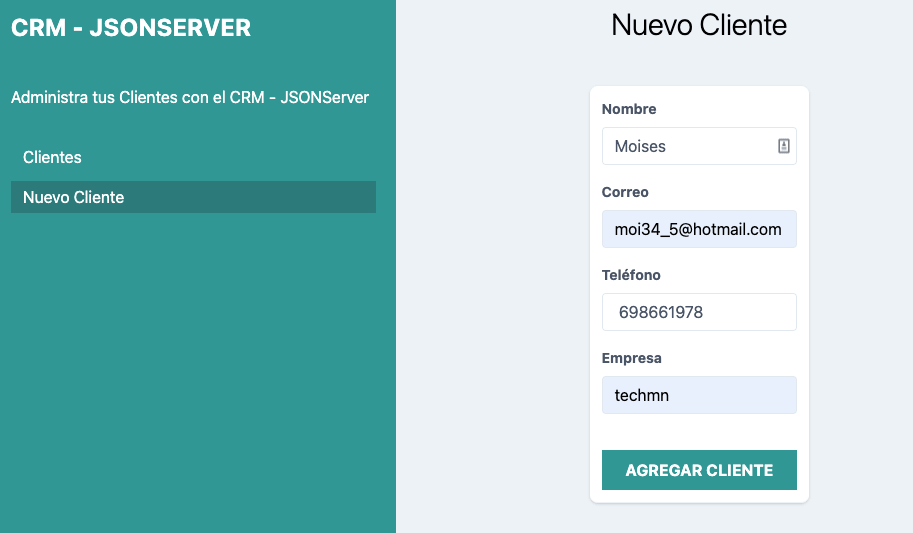 CRM - JSONSERVER
Administra tus Clientes con el CRM - JSONServer
Clientes
Nuevo Cliente
Nuevo Cliente
Nombre
Moises
Correo
moi34_5@hotmail.com
Teléfono
698661978
Empresa
techmn
AGREGAR CLIENTE